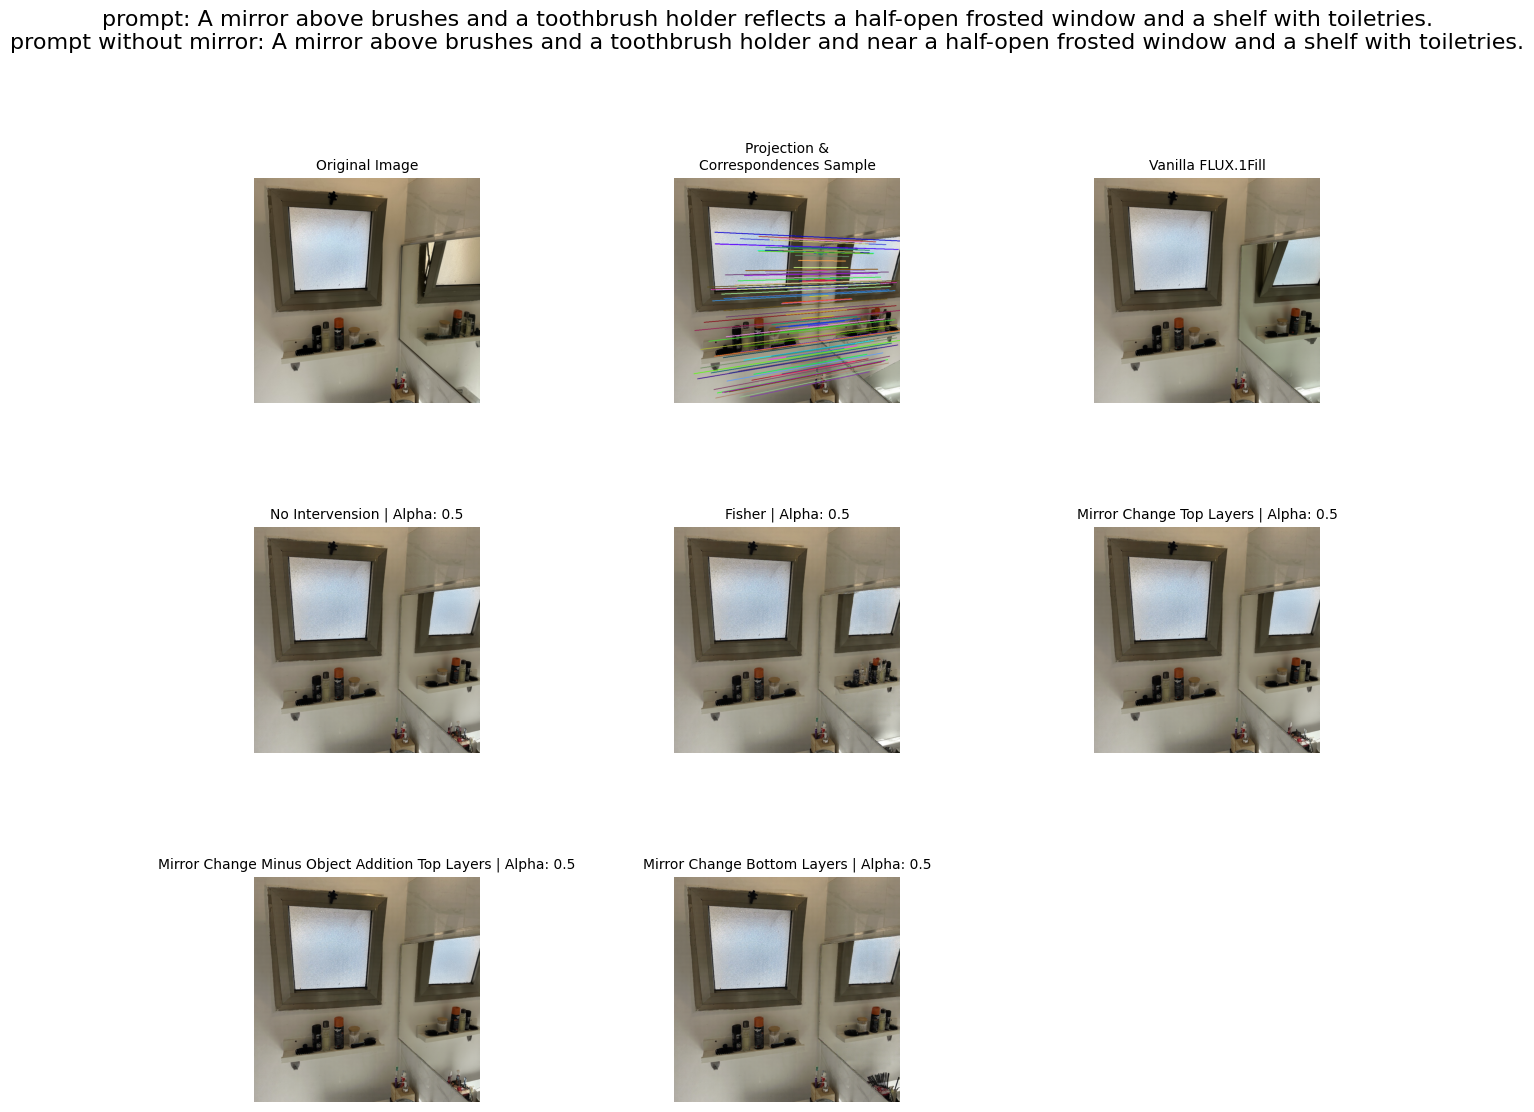 prompt: A mirror above brushes and a toothbrush holder reflects a half-open frosted window and a shelf with toiletries.
prompt without mirror: A mirror above brushes and a toothbrush holder and near a half-open frosted window and a shelf with toiletries.
Original Image
Projection &
Correspondences Sample
Vanilla FLUX.1Fill
No Intervension | Alpha: 0.5
Fisher | Alpha: 0.5
Mirror Change Top Layers | Alpha: 0.5
Mirror Change Minus Object Addition Top Layers | Alpha: 0.5
Mirror Change Bottom Layers | Alpha: 0.5